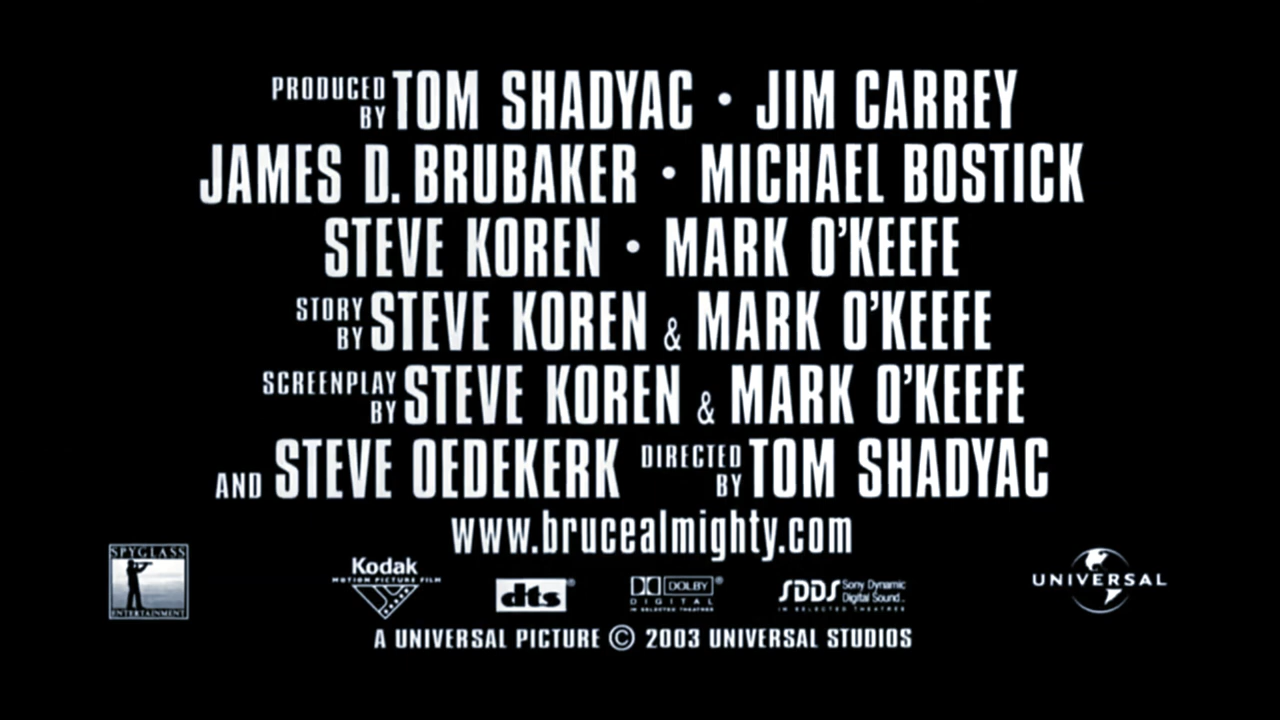 PRODUCED BY TOM SHADYAC • JIM CARREY
JAMES D. BRUBAKER • MICHAEL BOSTICK
STEVE KOREN • MARK O'KEEFE
STORY BY STEVE KOREN & MARK O'KEEFE
SCREENPLAY BY STEVE KOREN & MARK O'KEEFE
AND STEVE OEDEKERK DIRECTED BY TOM SHADYAC
www.brucealmighty.com
SPYGLASS
ENTERTAINMENT
Kodak
MOTION PICTURE FILM
dts®
DOLBY®
DIGITAL
IN SELECTED THEATRES
SDDS Sony Dynamic
Digital Sound.
IN SELECTED THEATRES
UNIVERSAL
A UNIVERSAL PICTURE © 2003 UNIVERSAL STUDIOS